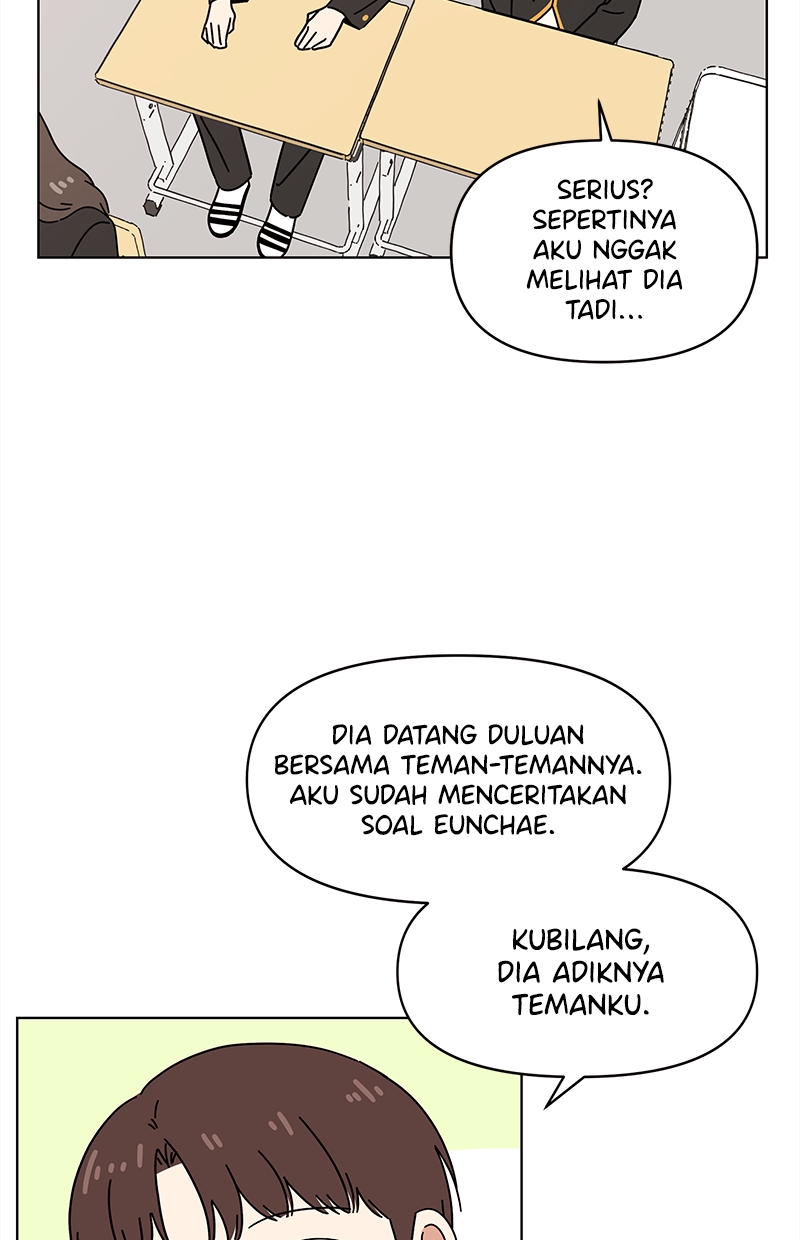 SERIUS?
SEPERTINYA
AKU NGGAK
MELIHAT DIA
TADI...
DIA DATANG DULUAN
BERSAMA TEMAN-TEMANNYA.
AKU SUDAH MENCERITAKAN
SOAL EUNCHAE.
KUBILANG,
DIA ADIKNYA
TEMANKU.